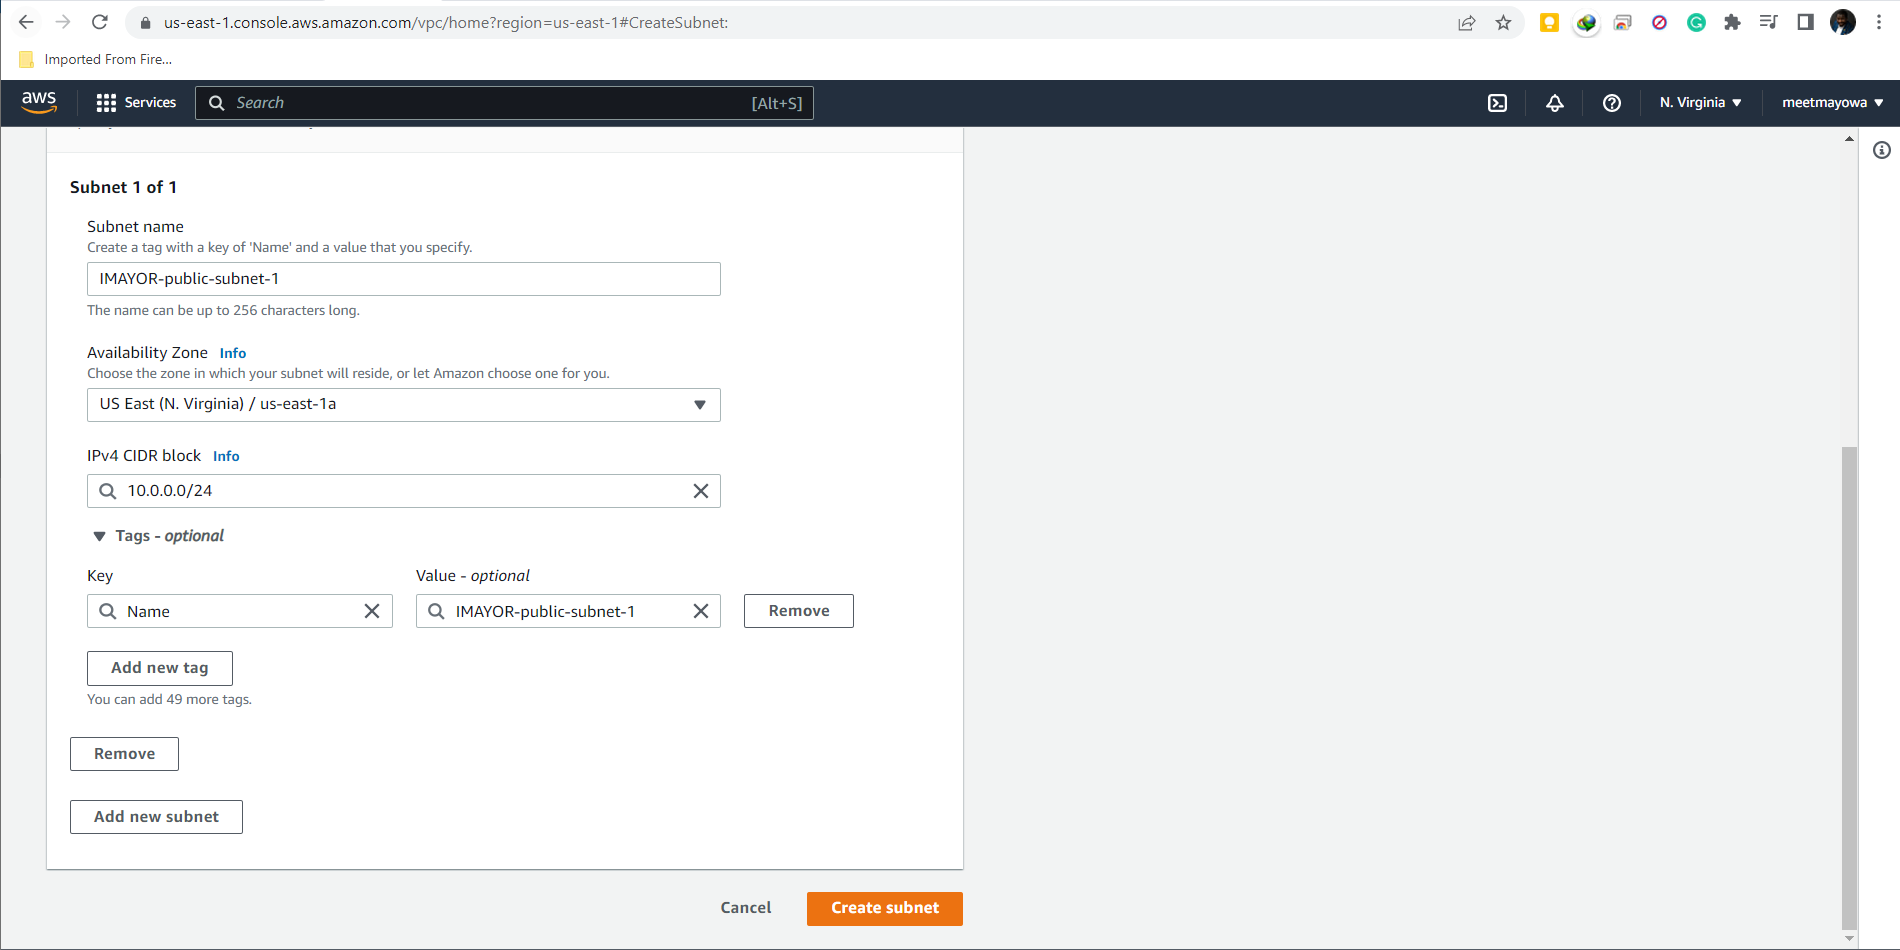 us-east-1.console.aws.amazon.com/vpc/home?region=us-east-1#CreateSubnet:
Imported From Fire...
aws Services Search [Alt+S] N. Virginia meetmayowa
Subnet 1 of 1
Subnet name
Create a tag with a key of 'Name' and a value that you specify.
IMAYOR-public-subnet-1
The name can be up to 256 characters long.
Availability Zone Info
Choose the zone in which your subnet will reside, or let Amazon choose one for you.
US East (N. Virginia) / us-east-1a
IPv4 CIDR block Info
10.0.0.0/24
Tags - optional
Key Value - optional
Name IMAYOR-public-subnet-1 Remove
Add new tag
You can add 49 more tags.
Remove
Add new subnet
Cancel Create subnet